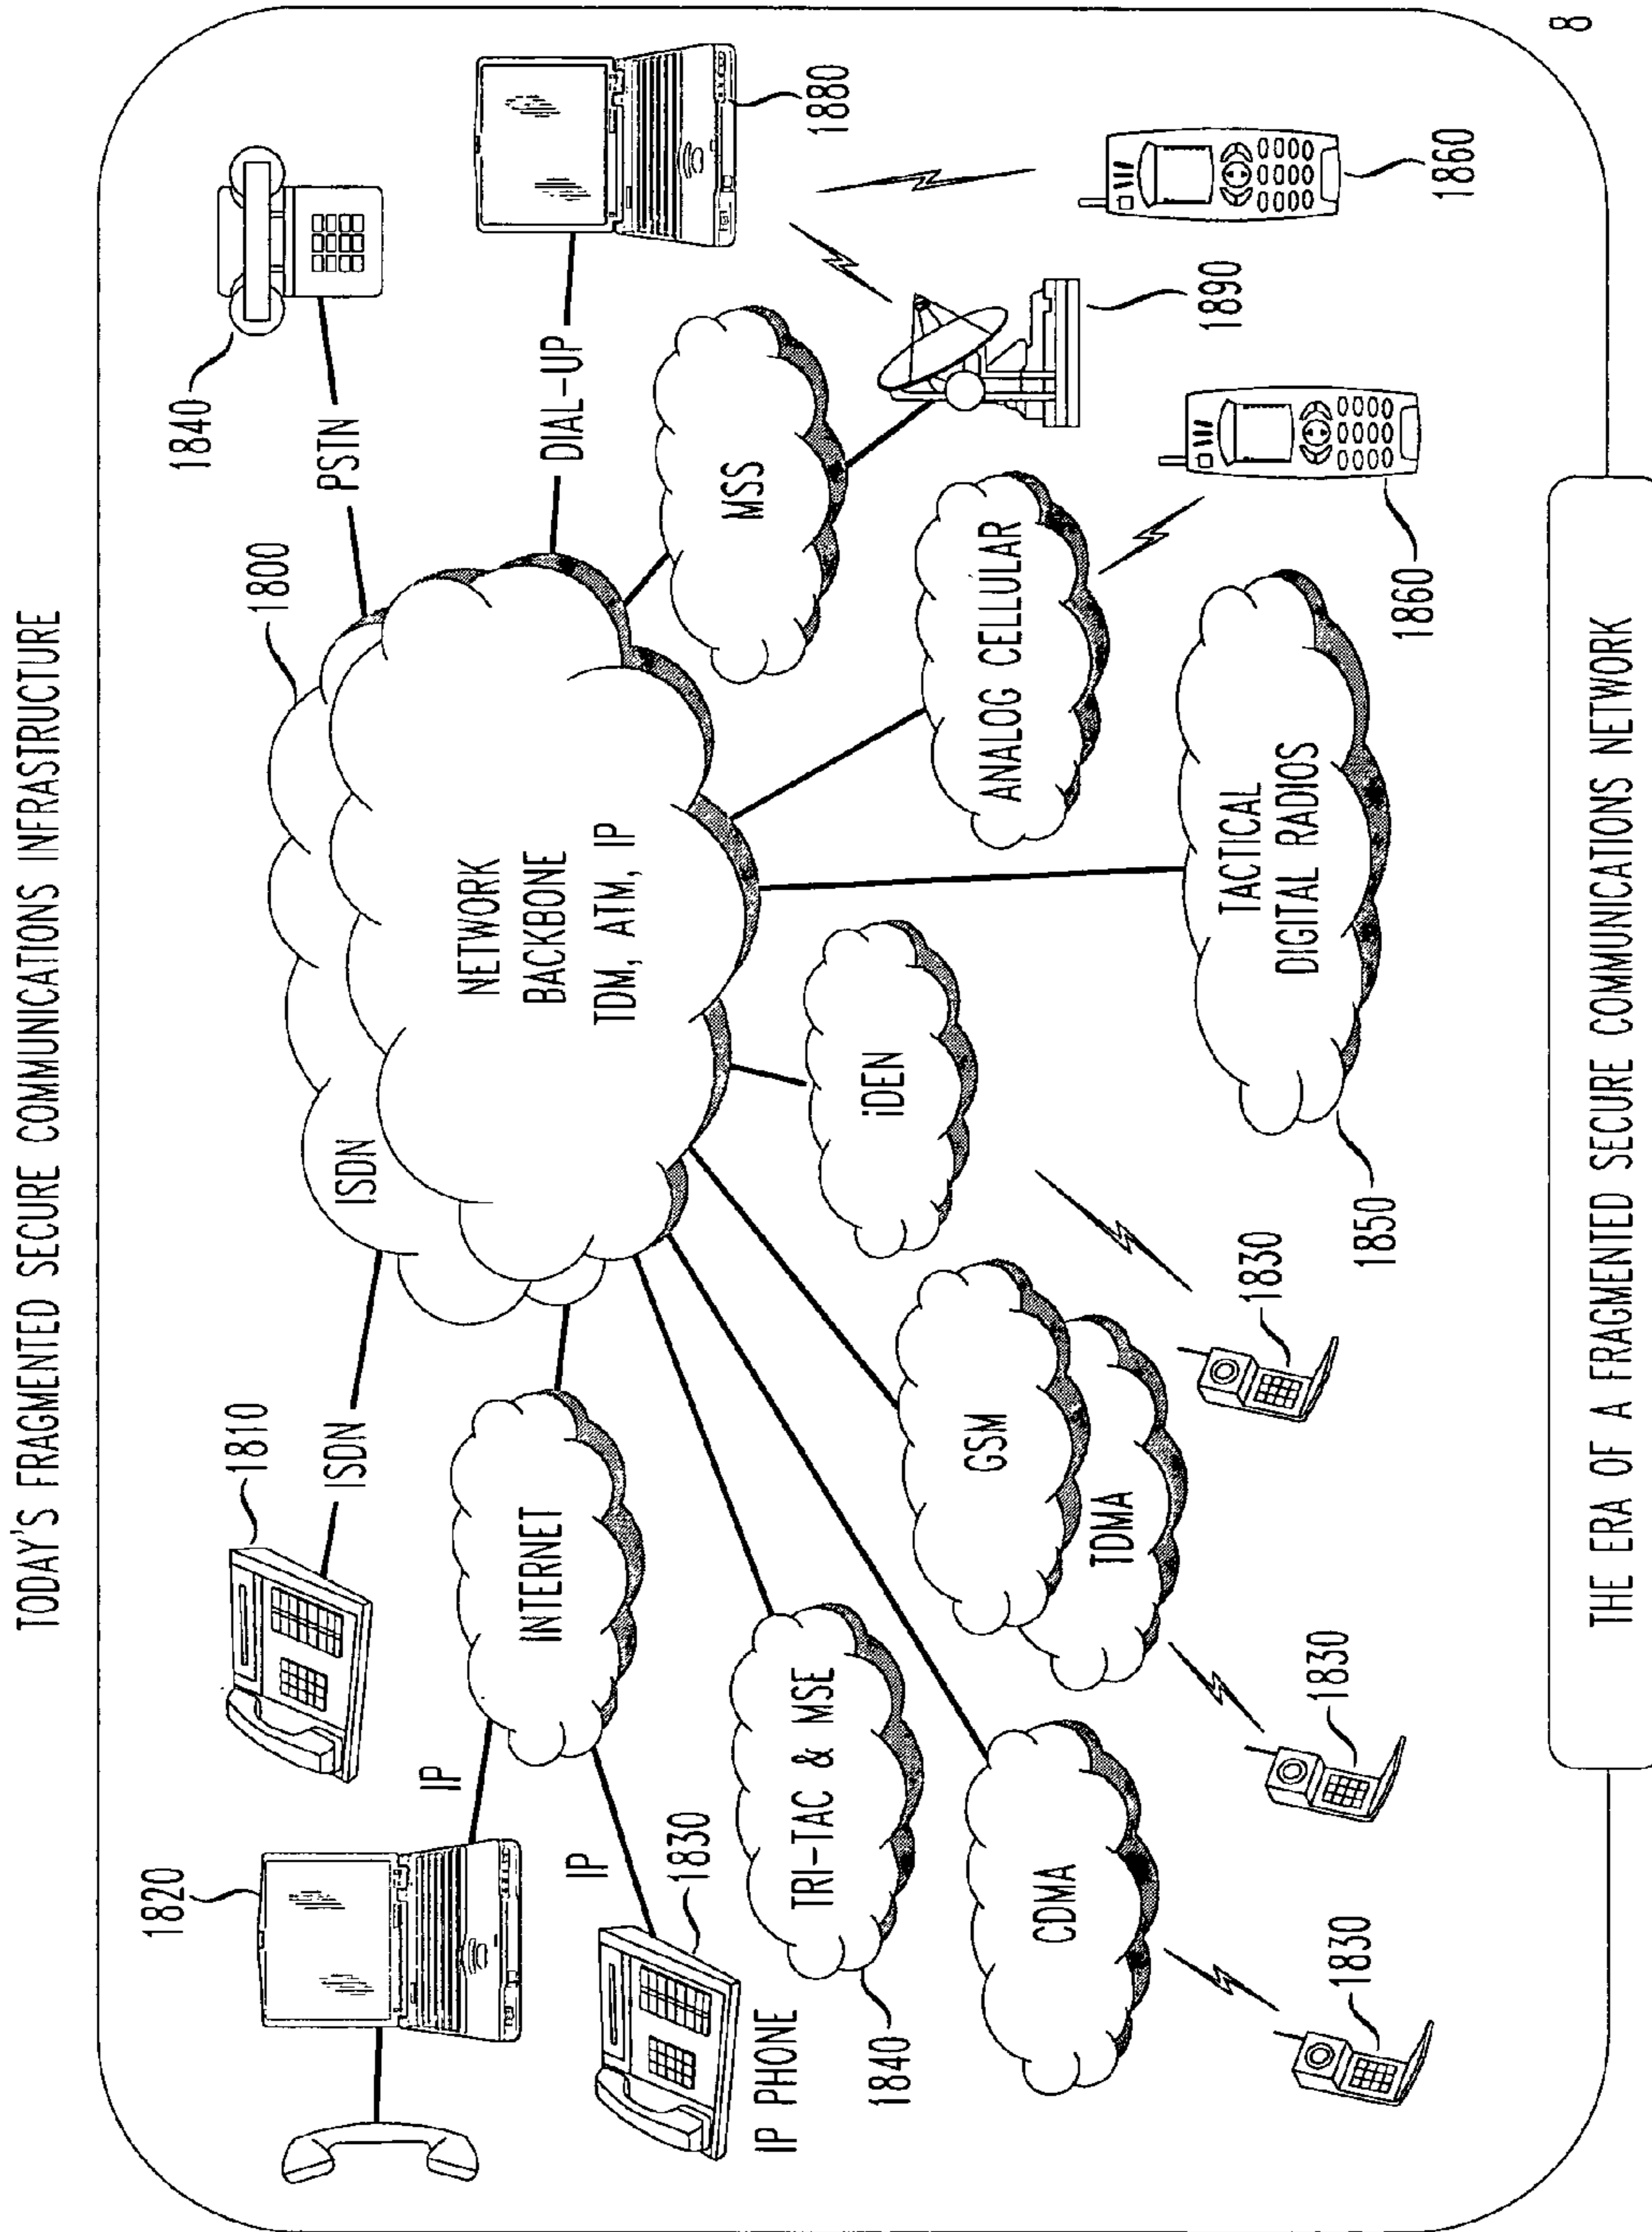 TODAY'S FRAGMENTED SECURE COMMUNICATIONS INFRASTRUCTURE
1820
1810
1840
ISDN
PSTN
1800
ISDN
IP
INTERNET
NETWORK
BACKBONE
TDM, ATM, IP
DIAL-UP
1880
IP
1830
IP PHONE
TRI-TAC & MSE
1840
MSS
iDEN
GSM
TDMA
CDMA
ANALOG CELLULAR
1890
TACTICAL
DIGITAL RADIOS
1830
1830
1830
1850
1860
1860
THE ERA OF A FRAGMENTED SECURE COMMUNICATIONS NETWORK
8